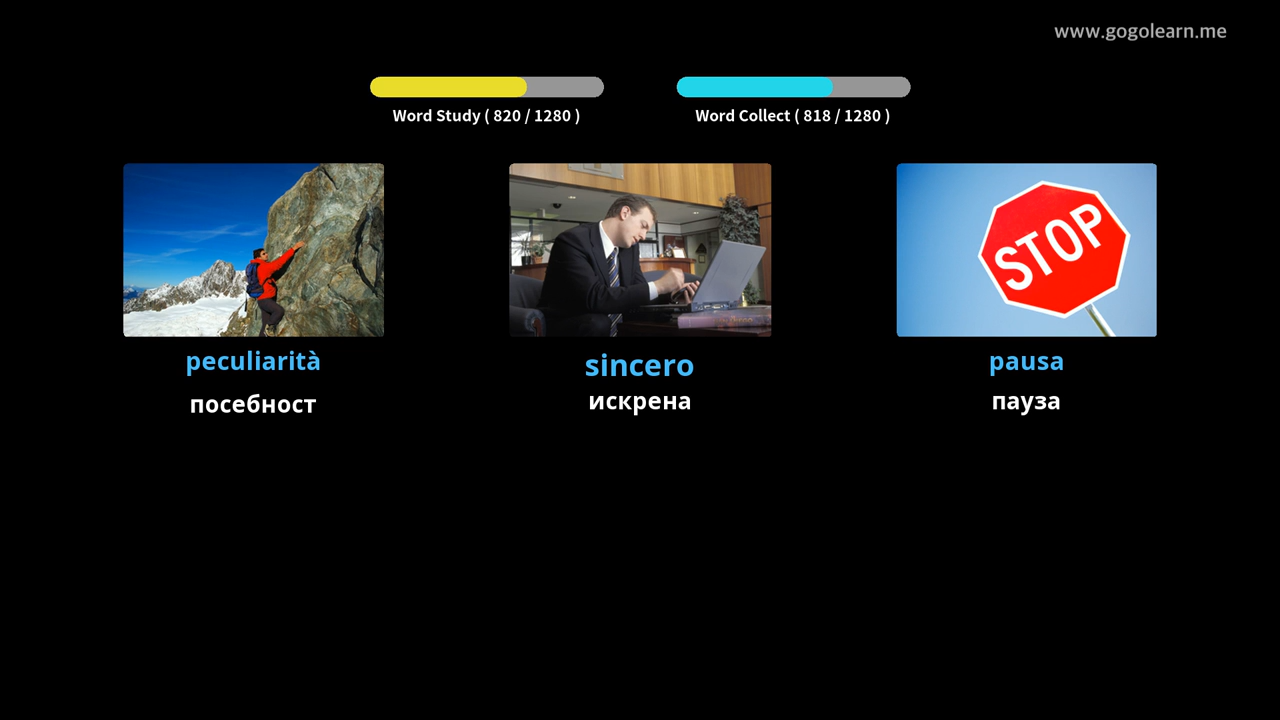 www.gogolearn.me
Word Study ( 820 / 1280 )
Word Collect ( 818 / 1280 )
STOP
peculiarità
sincero
pausa
посебност
искрена
пауза